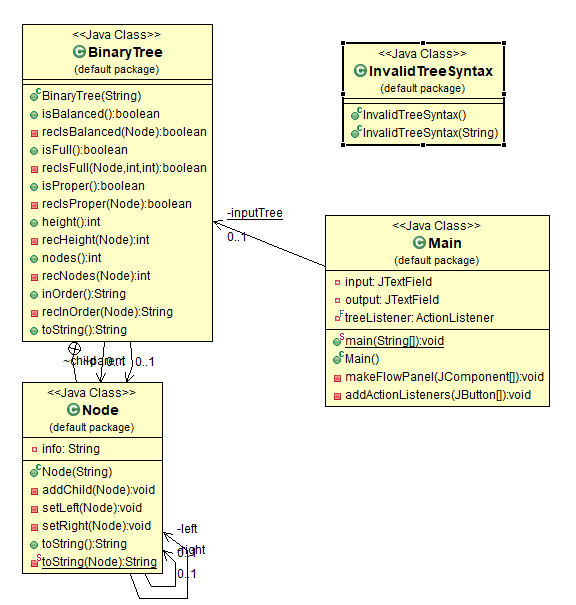 <<Java Class>>
BinaryTree
(default package)
BinaryTree(String)
isBalanced():boolean
recIsBalanced(Node):boolean
isFull():boolean
recIsFull(Node,int,int):boolean
isProper():boolean
recIsProper(Node):boolean
height():int
recHeight(Node):int
nodes():int
recNodes(Node):int
inOrder():String
recInOrder(Node):String
toString():String
<<Java Class>>
InvalidTreeSyntax
(default package)
InvalidTreeSyntax()
InvalidTreeSyntax(String)
-inputTree
0..1
<<Java Class>>
Main
(default package)
input: JTextField
output: JTextField
treeListener: ActionListener
main(String[]):void
Main()
makeFlowPanel(JComponent[]):void
addActionListeners(JButton[]):void
~child
parent
0..1
0..1
<<Java Class>>
Node
(default package)
info: String
Node(String)
addChild(Node):void
setLeft(Node):void
setRight(Node):void
toString():String
toString(Node):String
-left
0..1
-right
0..1